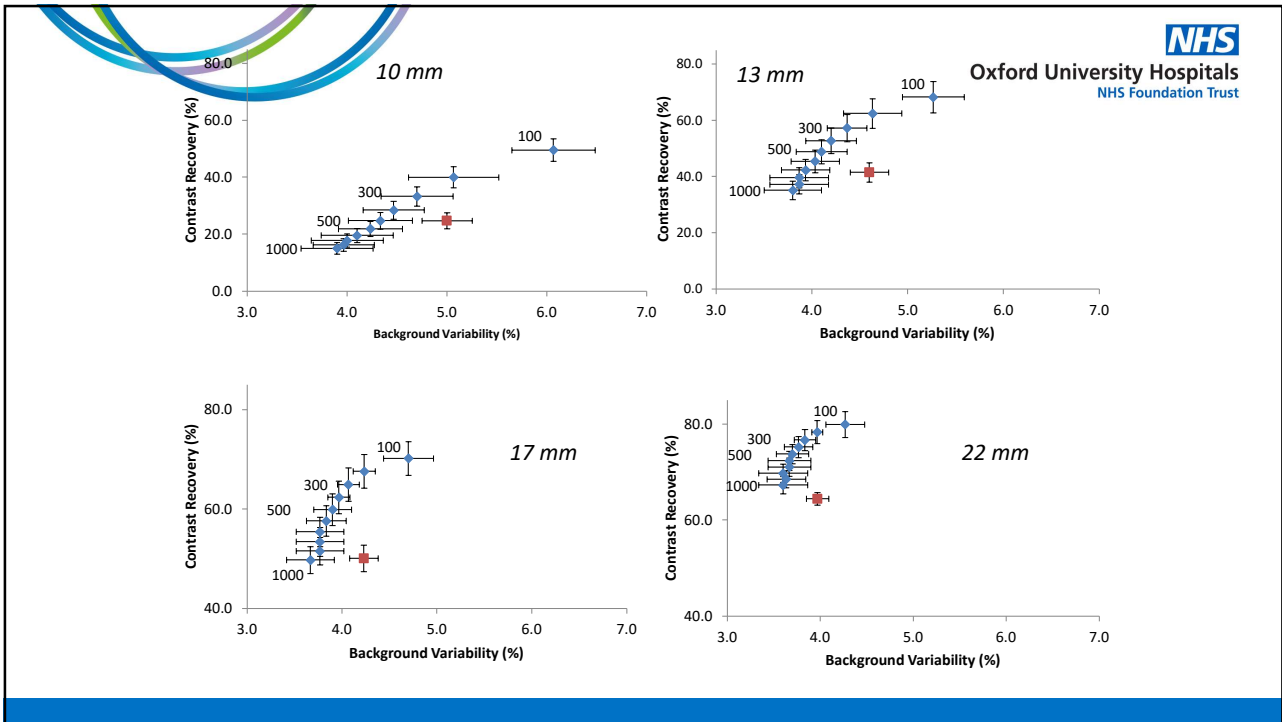 NHS
Oxford University Hospitals
NHS Foundation Trust
10 mm
Contrast Recovery (%)
80.0
60.0
40.0
20.0
0.0
100
300
500
1000
3.0 4.0 5.0 6.0 7.0
Background Variability (%)
13 mm
Contrast Recovery (%)
80.0
60.0
40.0
20.0
0.0
100
300
500
1000
3.0 4.0 5.0 6.0 7.0
Background Variability (%)
17 mm
Contrast Recovery (%)
80.0
60.0
40.0
100
300
500
1000
3.0 4.0 5.0 6.0 7.0
Background Variability (%)
22 mm
Contrast Recovery (%)
80.0
60.0
40.0
100
300
500
1000
3.0 4.0 5.0 6.0 7.0
Background Variability (%)